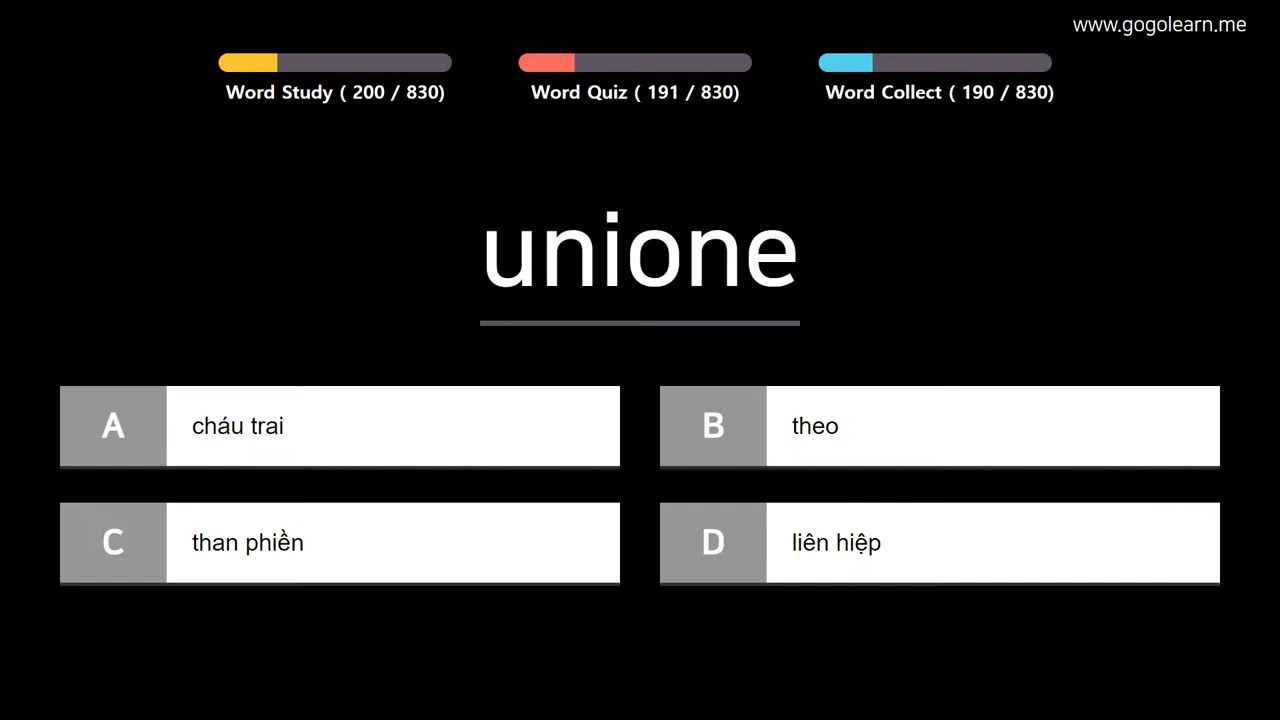 www.gogolearn.me
Word Study ( 200 / 830)
Word Quiz ( 191 / 830)
Word Collect ( 190 / 830)
unione
A
cháu trai
B
theo
C
than phiền
D
liên hiệp